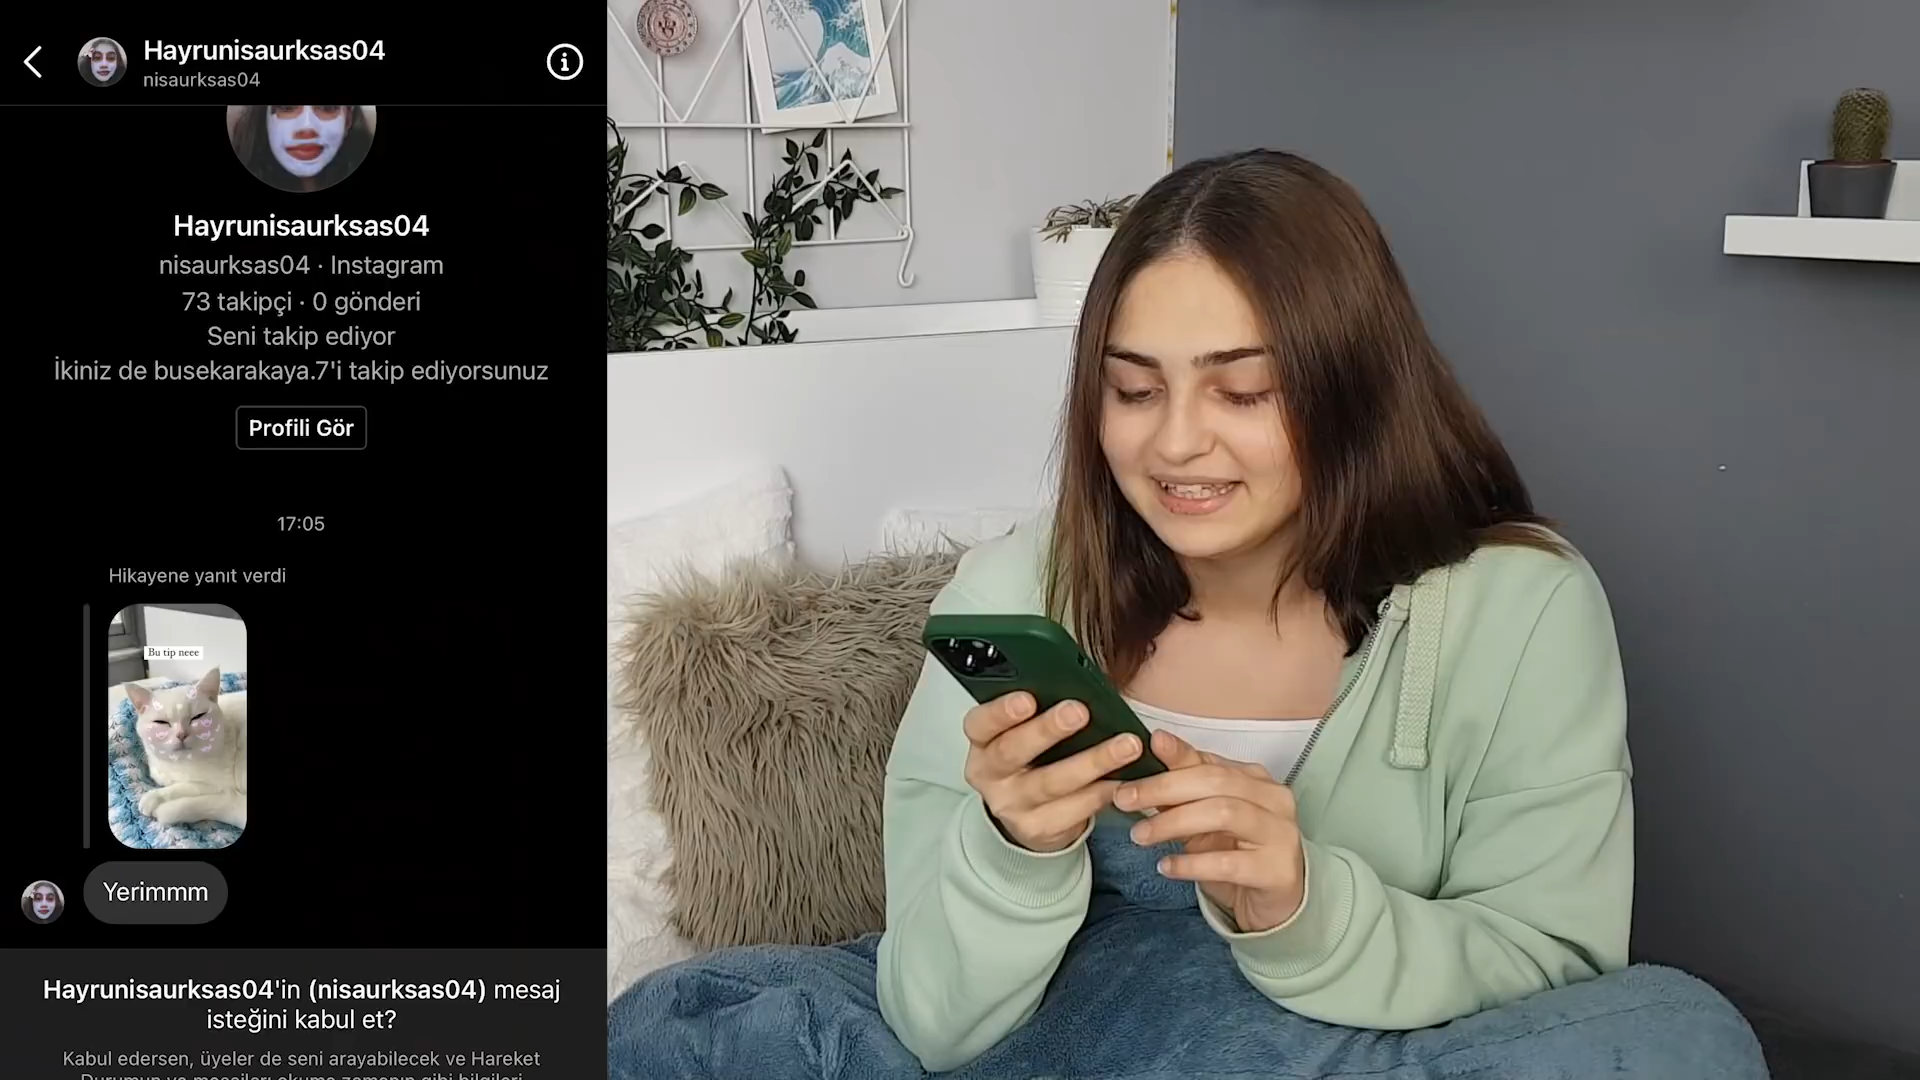 Hayrunisaurksas04
nisaurksas04
Hayrunisaurksas04
nisaurksas04 · Instagram
73 takipçi · 0 gönderi
Seni takip ediyor
İkiniz de busekarakaya.7'i takip ediyorsunuz
Profili Gör
17:05
Hikayene yanıt verdi
Bu tip neee
Yerimmm
Hayrunisaurksas04'in (nisaurksas04) mesaj
isteğini kabul et?
Kabul edersen, üyeler de seni arayabilecek ve Hareket